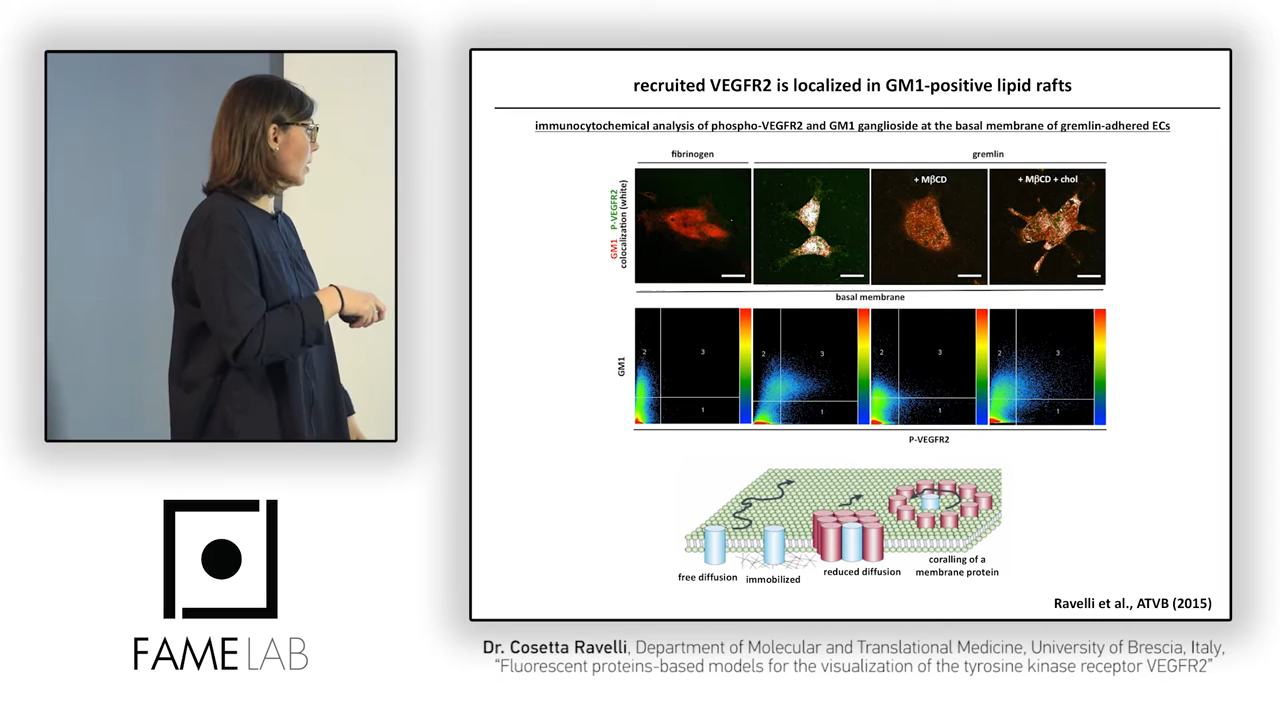 recruited VEGFR2 is localized in GM1-positive lipid rafts
immunocytochemical analysis of phospho-VEGFR2 and GM1 ganglioside at the basal membrane of gremlin-adhered ECs
fibrinogen
gremlin
GM1 P-VEGFR2
colocalization (white)
+ MβCD
+ MβCD + chol
basal membrane
GM1
2
3
1
2
3
1
2
3
1
2
3
1
P-VEGFR2
free diffusion
immobilized
reduced diffusion
coralling of a
membrane protein
Ravelli et al., ATVB (2015)
FAMELAB
Dr. Cosetta Ravelli, Department of Molecular and Translational Medicine, University of Brescia, Italy,
“Fluorescent proteins-based models for the visualization of the tyrosine kinase receptor VEGFR2”